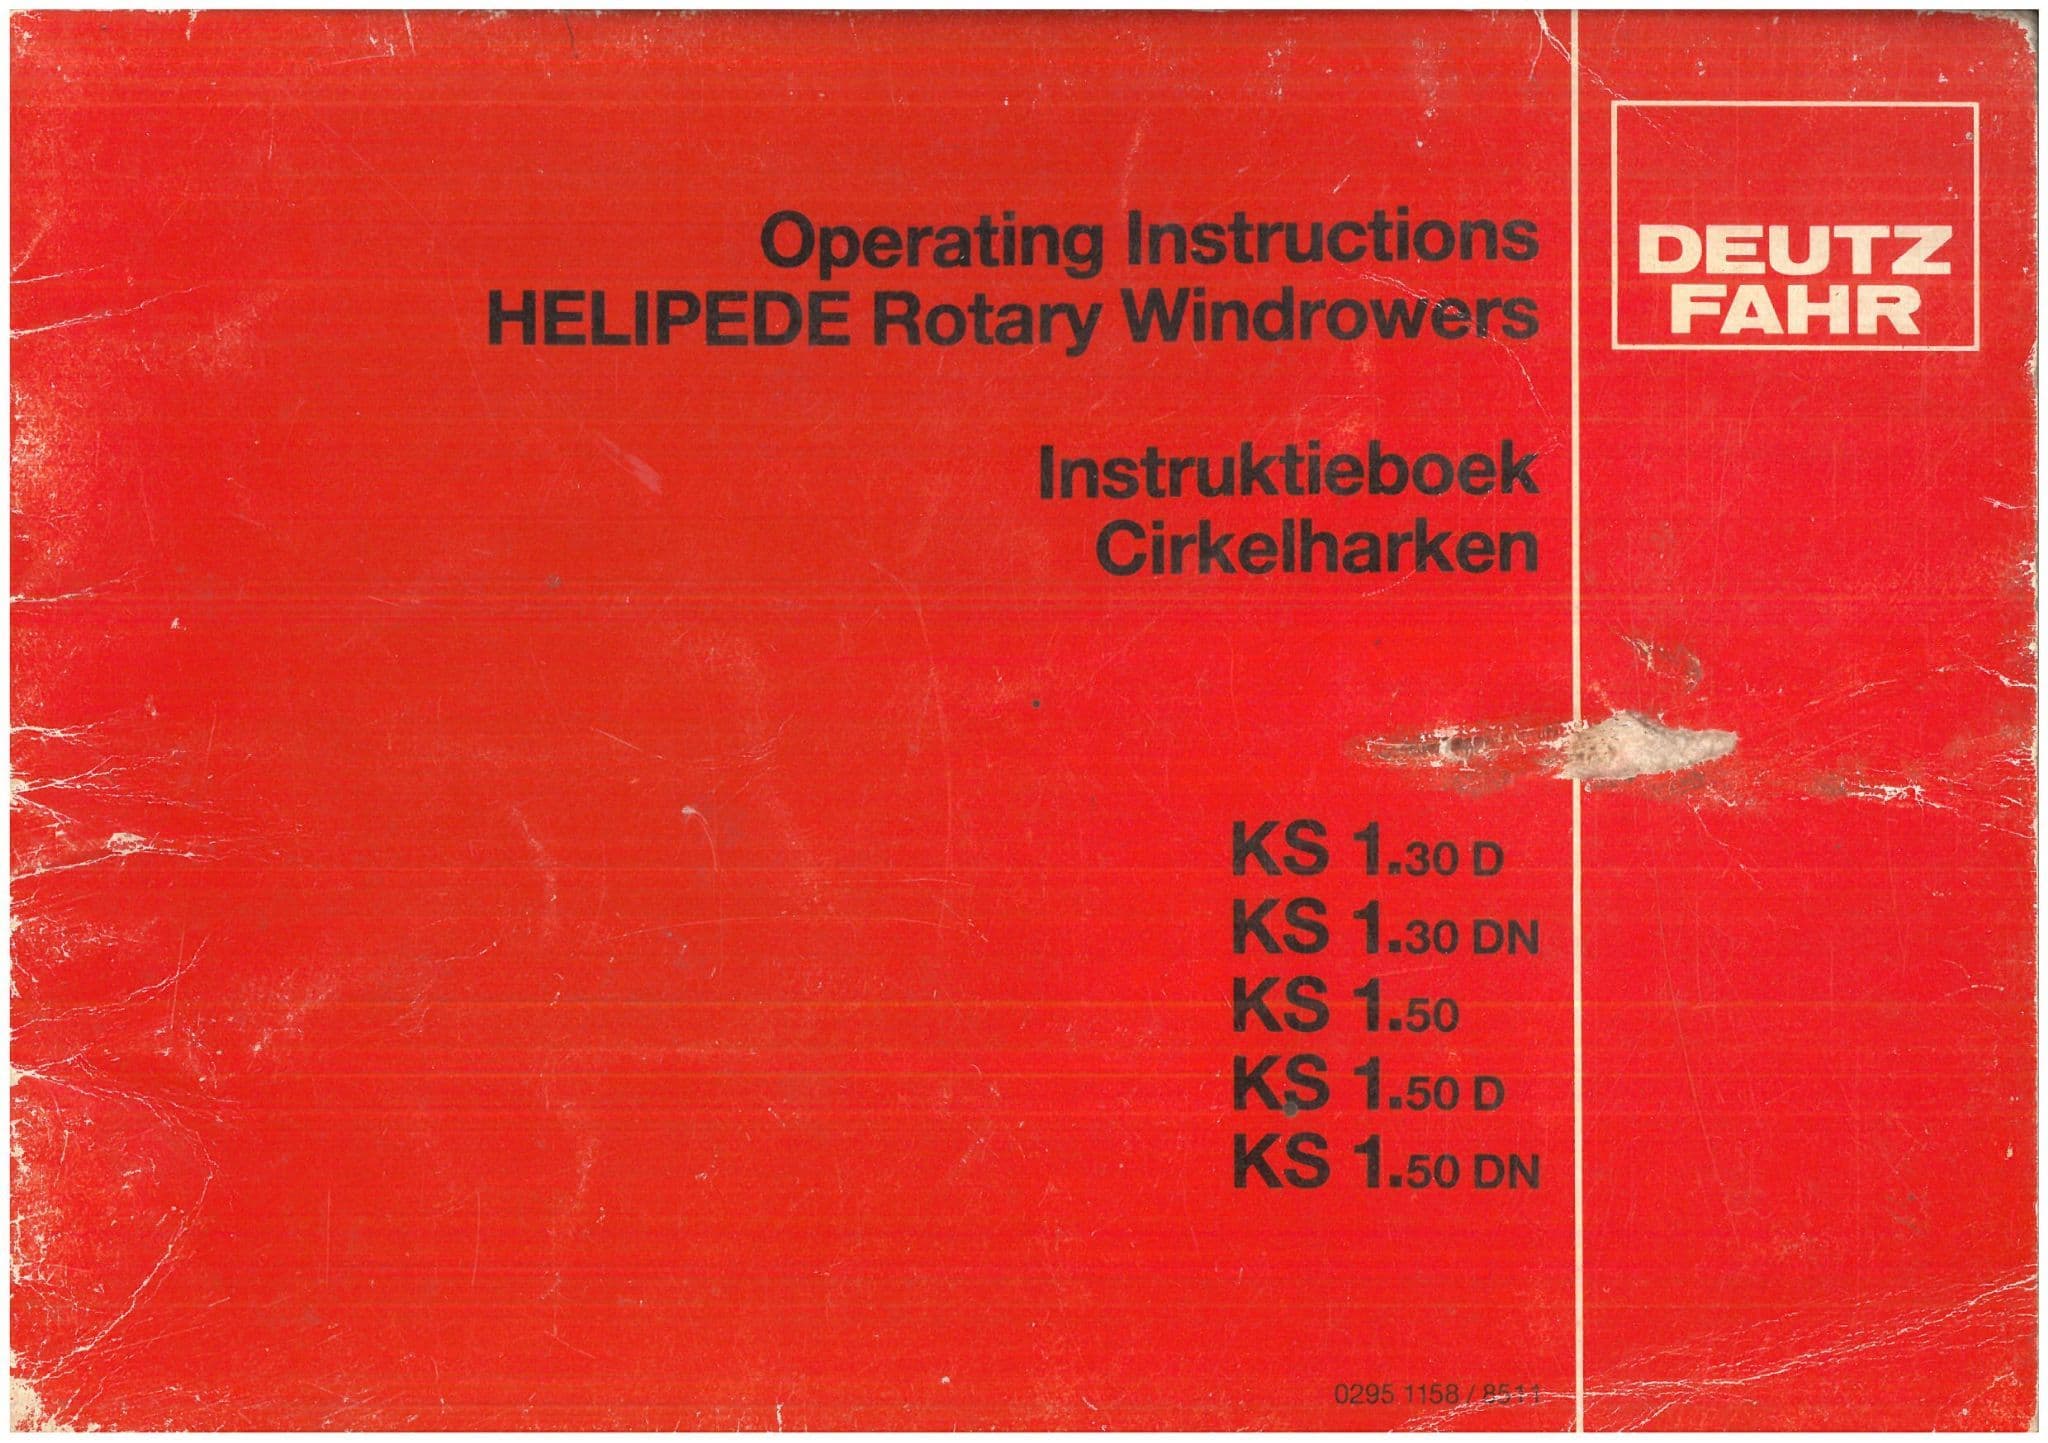 Operating Instructions
HELIPEDE Rotary Windrowers
Instruktieboek
Cirkelharken
DEUTZ
FAHR
KS 1.30 D
KS 1.30 DN
KS 1.50
KS 1.50 D
KS 1.50 DN
0295 1158 / 8511